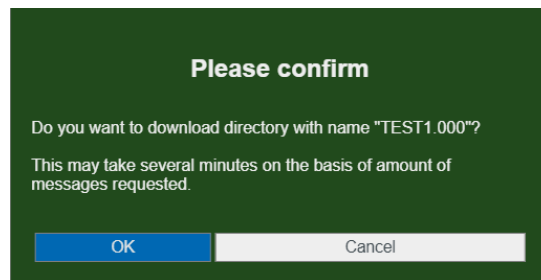 Please confirm
Do you want to download directory with name "TEST1.000"?
This may take several minutes on the basis of amount of
messages requested.
OK
Cancel